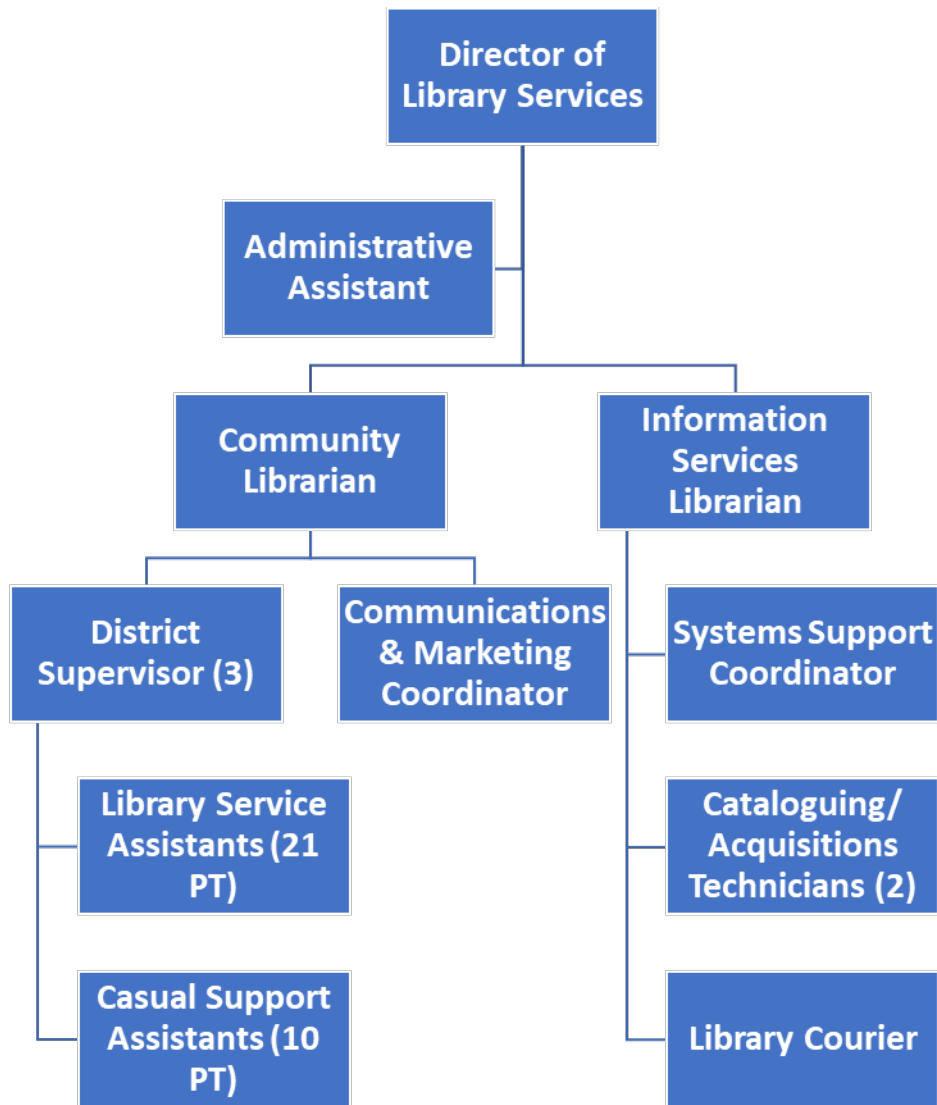 Director of
Library Services
Administrative
Assistant
Community
Librarian
Information
Services
Librarian
District
Supervisor (3)
Communications
& Marketing
Coordinator
Systems Support
Coordinator
Library Service
Assistants (21
PT)
Cataloguing/
Acquisitions
Technicians (2)
Casual Support
Assistants (10
PT)
Library Courier